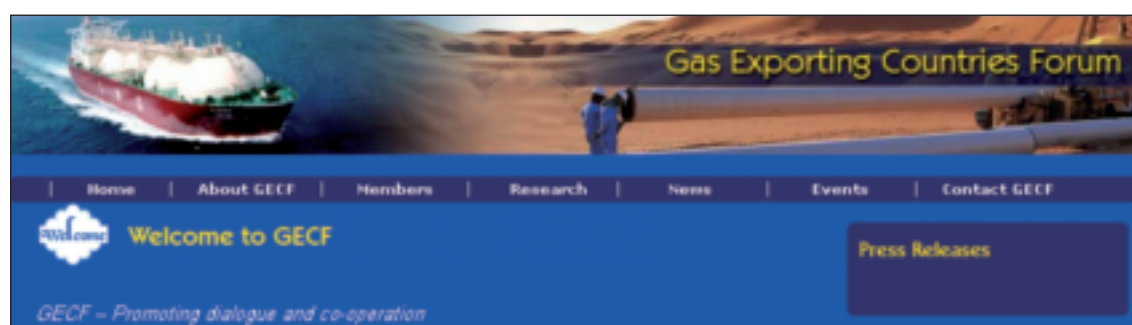 Gas Exporting Countries Forum
Home | About GECF | Members | Research | News | Events | Contact GECF
Welcome
Welcome to GECF
Press Releases
GECF – Promoting dialogue and co-operation